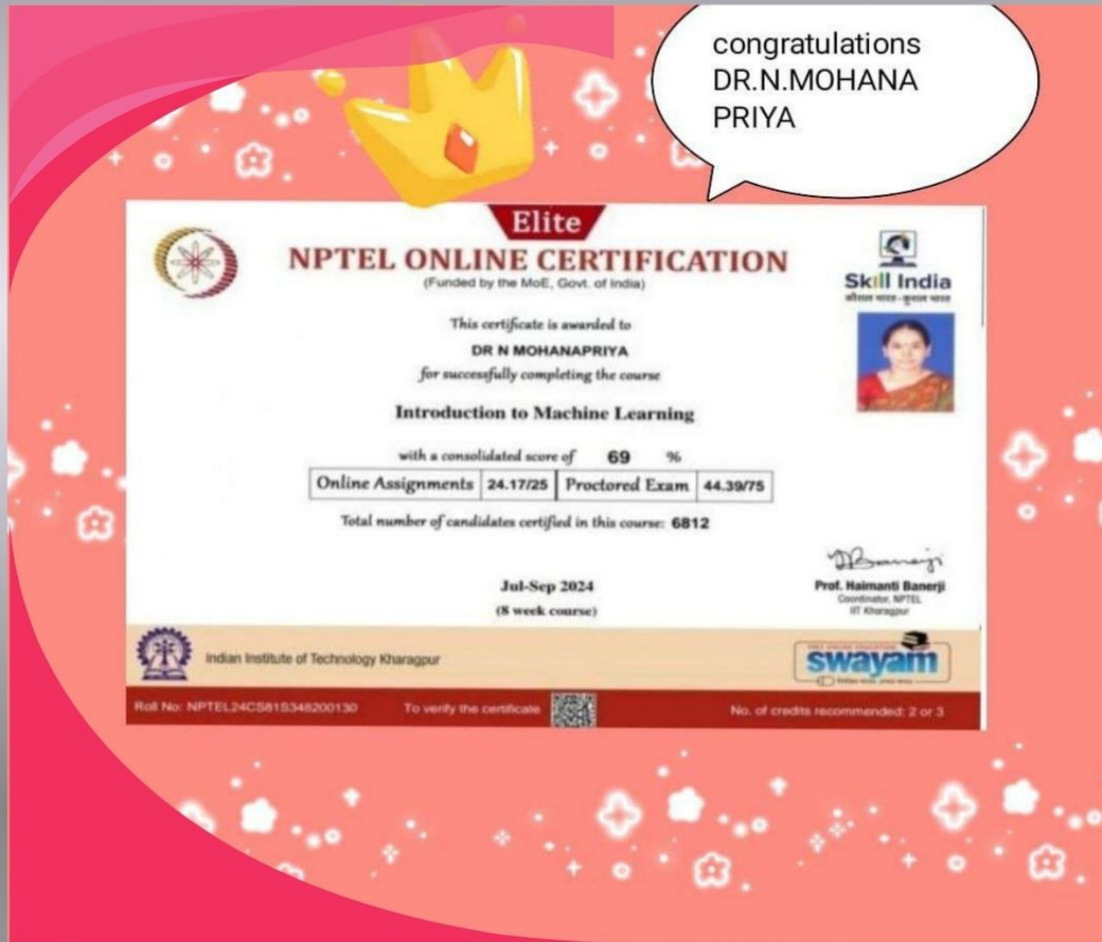 congratulations
DR.N.MOHANA
PRIYA
Elite
NPTEL ONLINE CERTIFICATION
(Funded by the MoE, Govt. of India)
Skill India
कौशल भारत - कुशल भारत
This certificate is awarded to
DR N MOHANAPRIYA
for successfully completing the course
Introduction to Machine Learning
with a consolidated score of 69 %
Online Assignments 24.17/25 Proctored Exam 44.39/75
Total number of candidates certified in this course: 6812
Jul-Sep 2024
(8 week course)
Prof. Haimanti Banerji
Coordinator, NPTEL
IIT Kharagpur
Indian Institute of Technology Kharagpur
swayam
Roll No: NPTEL24CS81S348200130 To verify the certificate No. of credits recommended: 2 or 3